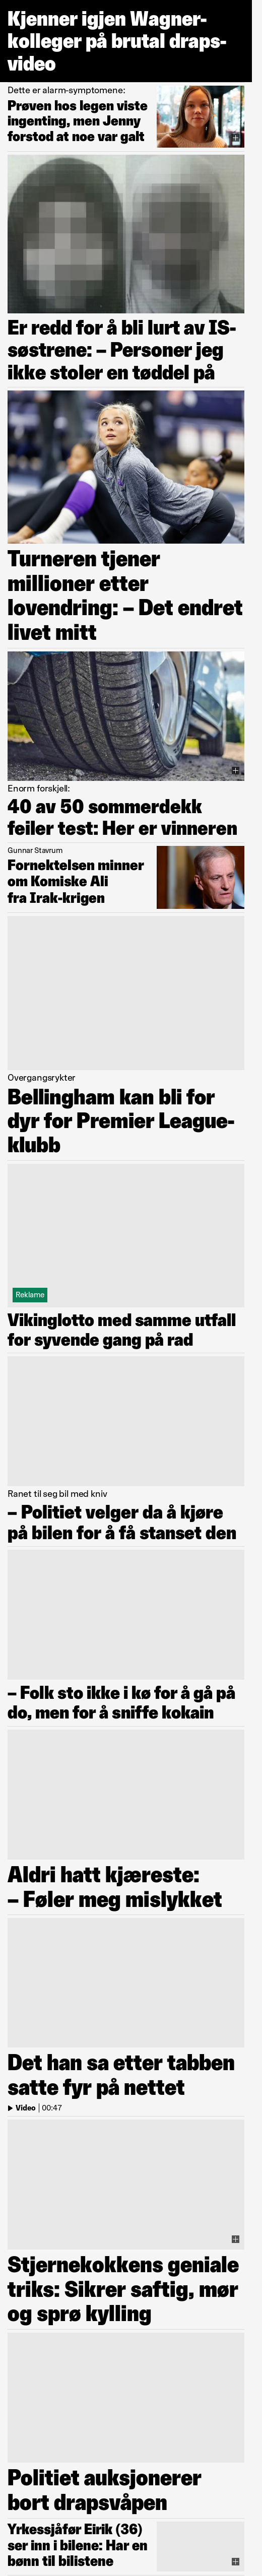 Kjenner igjen Wagner-
kolleger på brutal draps-
video
Dette er alarm-symptomene:
Prøven hos legen viste
ingenting, men Jenny
forstod at noe var galt
Er redd for å bli lurt av IS-
søstrene: – Personer jeg
ikke stoler en tøddel på
Turneren tjener
millioner etter
lovendring: – Det endret
livet mitt
Enorm forskjell:
40 av 50 sommerdekk
feiler test: Her er vinneren
Gunnar Stavrum
Fornektelsen minner
om Komiske Ali
fra Irak-krigen
Overgangsrykter
Bellingham kan bli for
dyr for Premier League-
klubb
Reklame
Vikinglotto med samme utfall
for syvende gang på rad
Ranet til seg bil med kniv
– Politiet velger da å kjøre
på bilen for å få stanset den
– Folk sto ikke i kø for å gå på
do, men for å sniffe kokain
Aldri hatt kjæreste:
– Føler meg mislykket
Det han sa etter tabben
satte fyr på nettet
Video | 00:47
Stjernekokkens geniale
triks: Sikrer saftig, mør
og sprø kylling
Politiet auksjonerer
bort drapsvåpen
Yrkessjåfør Eirik (36)
ser inn i bilene: Har en
bønn til bilistene